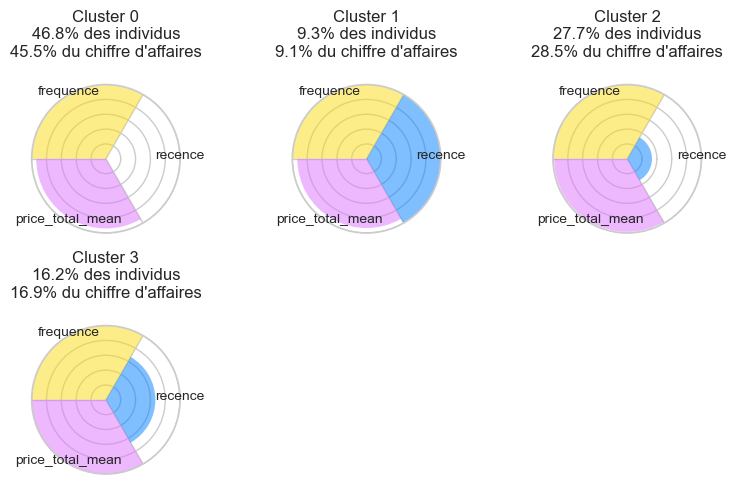 Cluster 0
46.8% des individus
45.5% du chiffre d'affaires
frequence
recence
price_total_mean
Cluster 1
9.3% des individus
9.1% du chiffre d'affaires
frequence
recence
price_total_mean
Cluster 2
27.7% des individus
28.5% du chiffre d'affaires
frequence
recence
price_total_mean
Cluster 3
16.2% des individus
16.9% du chiffre d'affaires
frequence
recence
price_total_mean